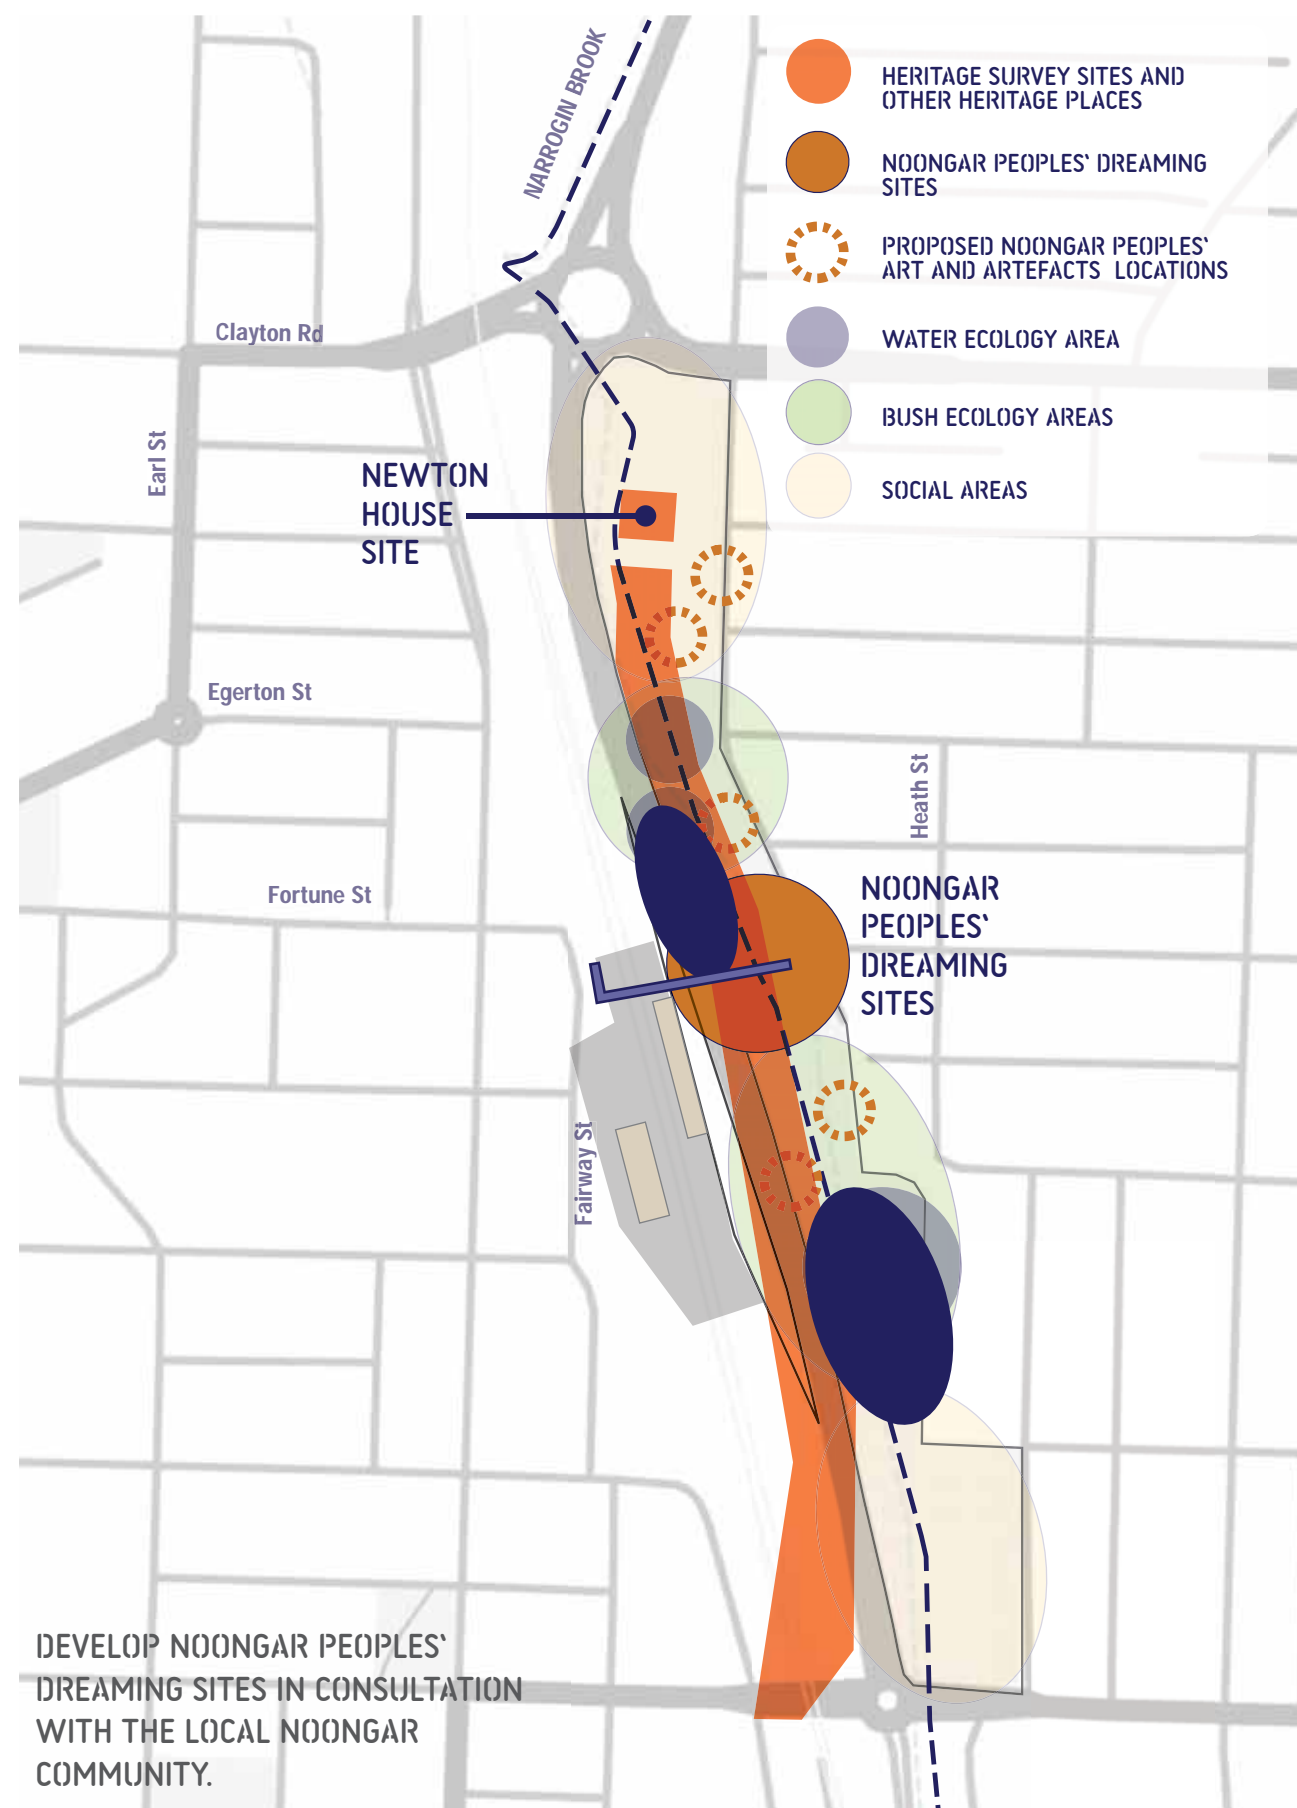 NARROGIN BROOK
HERITAGE SURVEY SITES AND
OTHER HERITAGE PLACES
NOONGAR PEOPLES' DREAMING
SITES
PROPOSED NOONGAR PEOPLES'
ART AND ARTEFACTS LOCATIONS
WATER ECOLOGY AREA
BUSH ECOLOGY AREAS
SOCIAL AREAS
Clayton Rd
Earl St
NEWTON
HOUSE
SITE
Egerton St
Heath St
Fortune St
NOONGAR
PEOPLES'
DREAMING
SITES
Fairway St
DEVELOP NOONGAR PEOPLES'
DREAMING SITES IN CONSULTATION
WITH THE LOCAL NOONGAR
COMMUNITY.